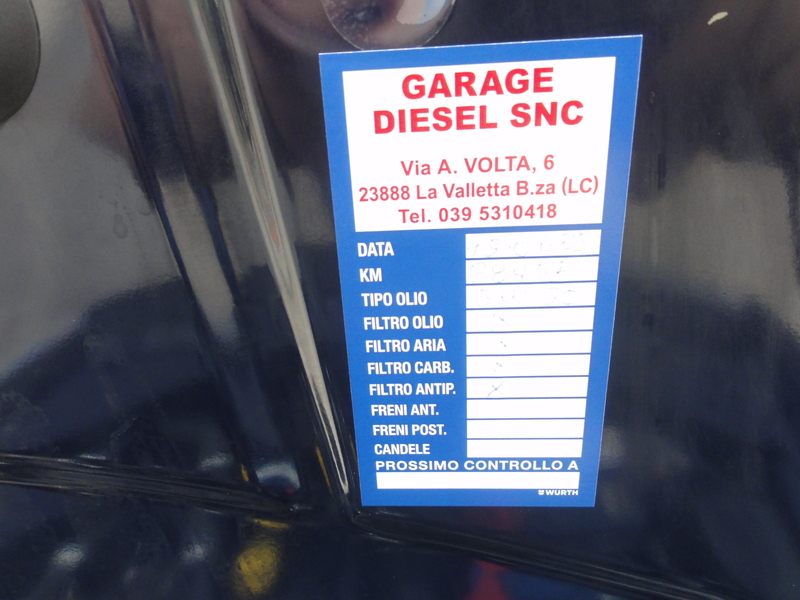 GARAGE
DIESEL SNC
Via A. VOLTA, 6
23888 La Valletta B.za (LC)
Tel. 039 5310418
DATA
KM
TIPO OLIO
FILTRO OLIO
FILTRO ARIA
FILTRO CARB.
FILTRO ANTIP. X
FRENI ANT.
FRENI POST.
CANDELE
PROSSIMO CONTROLLO A
WURTH